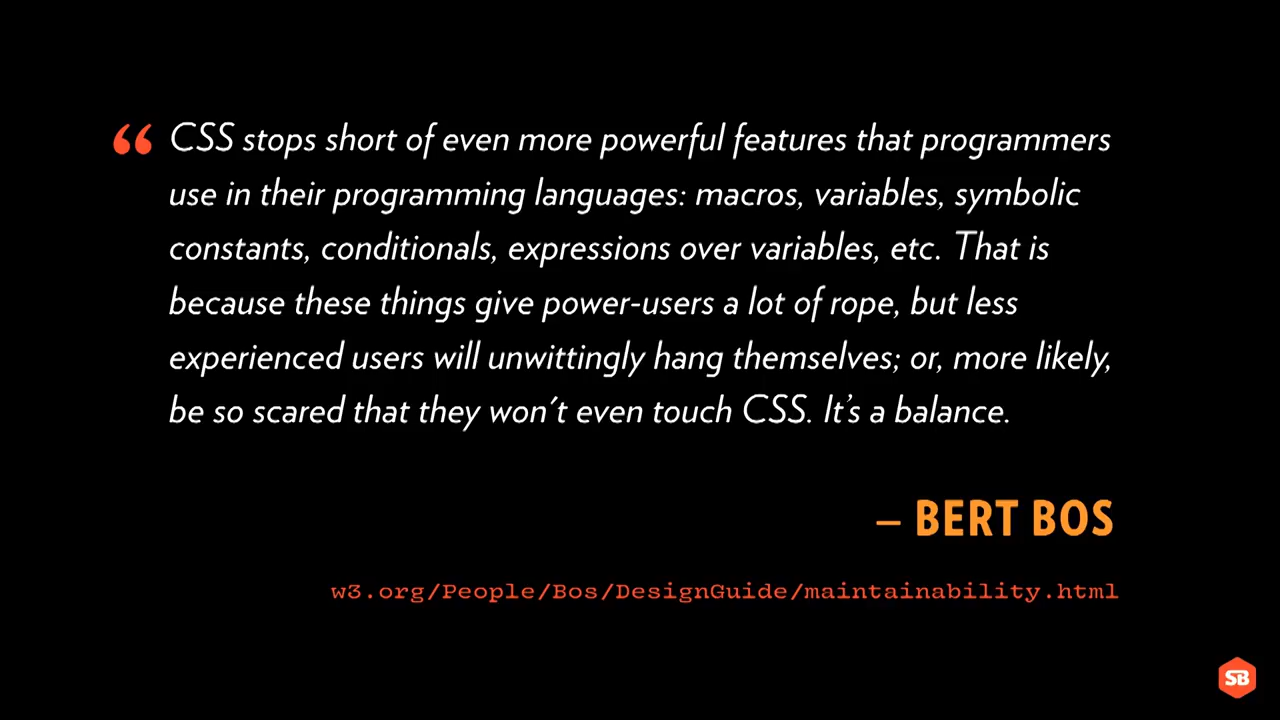 “ CSS stops short of even more powerful features that programmers
use in their programming languages: macros, variables, symbolic
constants, conditionals, expressions over variables, etc. That is
because these things give power-users a lot of rope, but less
experienced users will unwittingly hang themselves; or, more likely,
be so scared that they won't even touch CSS. It’s a balance.
– BERT BOS
w3.org/People/Bos/DesignGuide/maintainability.html
SB